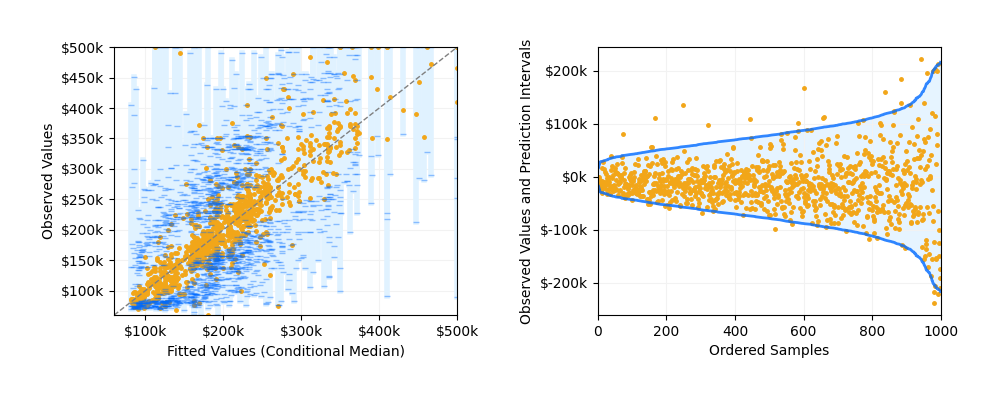 $500k
$450k
$400k
$350k
$300k
$250k
$200k
$150k
$100k
Observed Values
$100k $200k $300k $400k $500k
Fitted Values (Conditional Median)
$200k
$100k
$0k
$-100k
$-200k
Observed Values and Prediction Intervals
0 200 400 600 800 1000
Ordered Samples